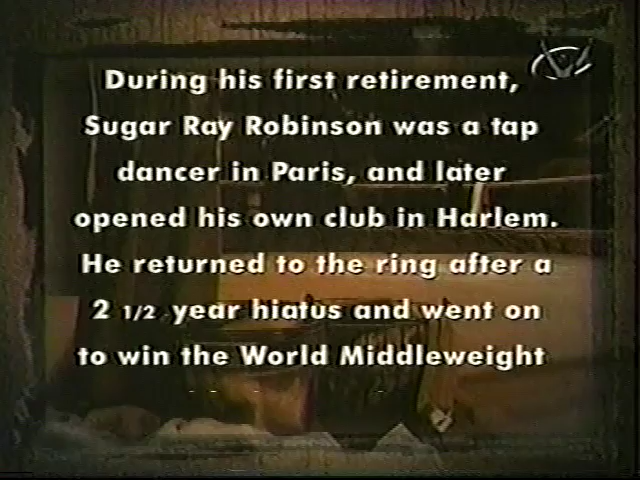 During his first retirement,
Sugar Ray Robinson was a tap
dancer in Paris, and later
opened his own club in Harlem.
He returned to the ring after a
2 1/2 year hiatus and went on
to win the World Middleweight